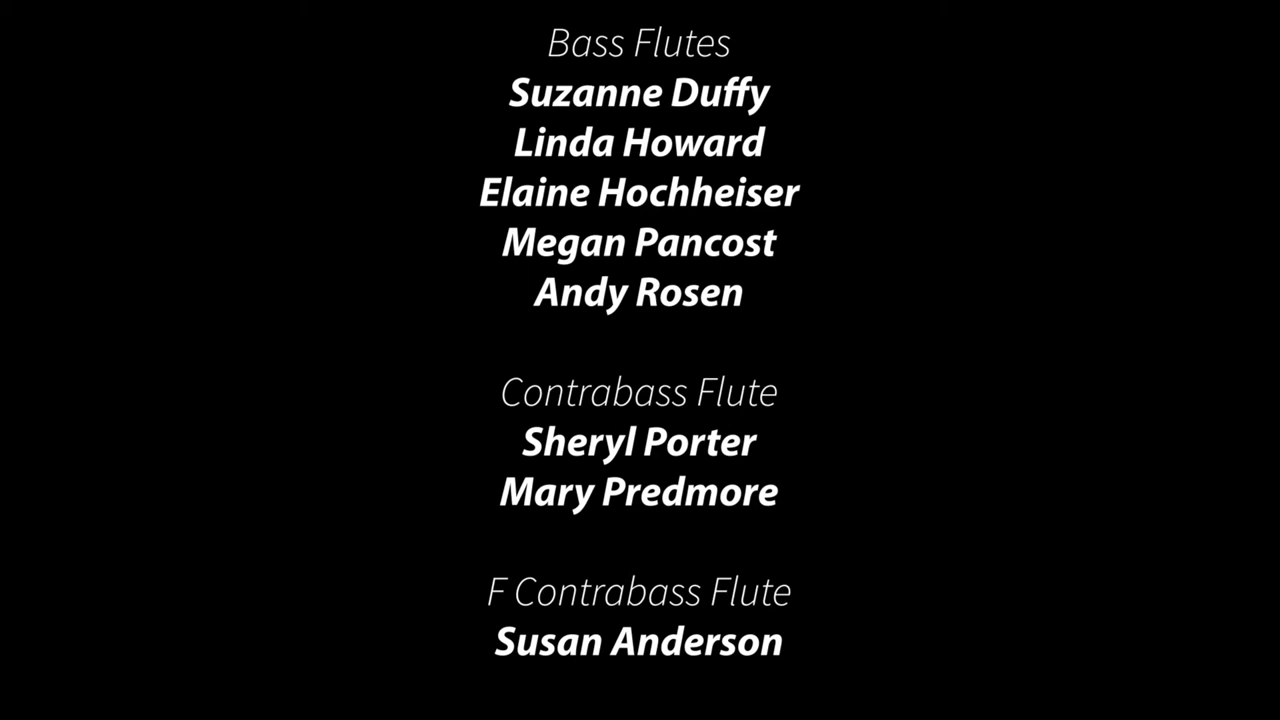 Bass Flutes
Suzanne Duffy
Linda Howard
Elaine Hochheiser
Megan Pancost
Andy Rosen
Contrabass Flute
Sheryl Porter
Mary Predmore
F Contrabass Flute
Susan Anderson